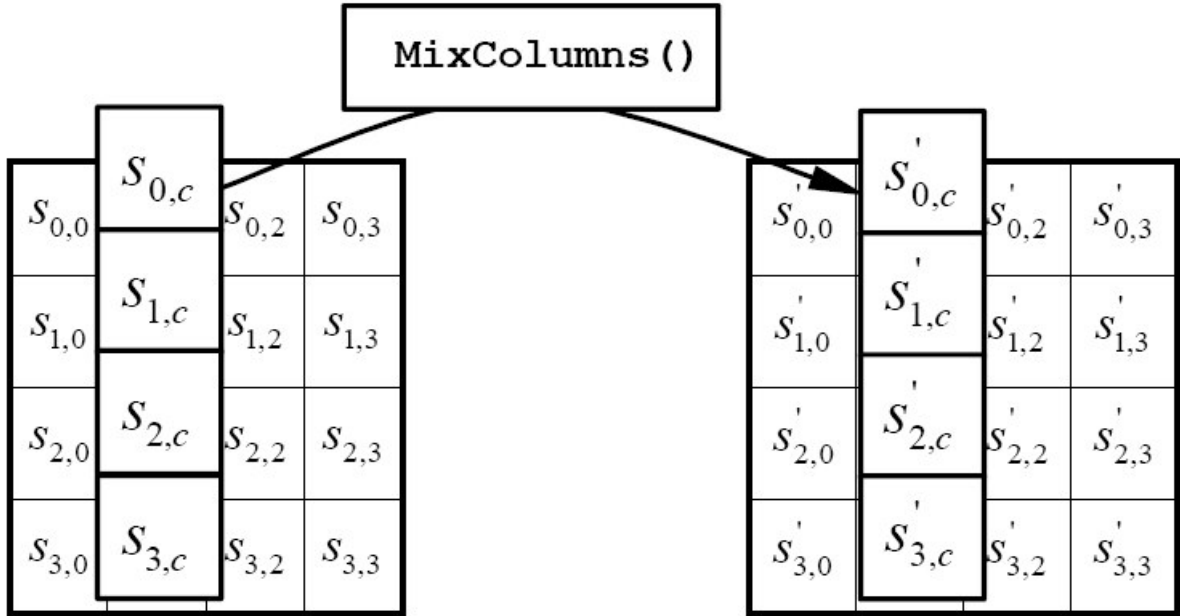 MixColumns()
s0,0 s0,c s0,2 s0,3
s1,0 s1,c s1,2 s1,3
s2,0 s2,c s2,2 s2,3
s3,0 s3,c s3,2 s3,3
s'0,0 s'0,c s'0,2 s'0,3
s'1,0 s'1,c s'1,2 s'1,3
s'2,0 s'2,c s'2,2 s'2,3
s'3,0 s'3,c s'3,2 s'3,3